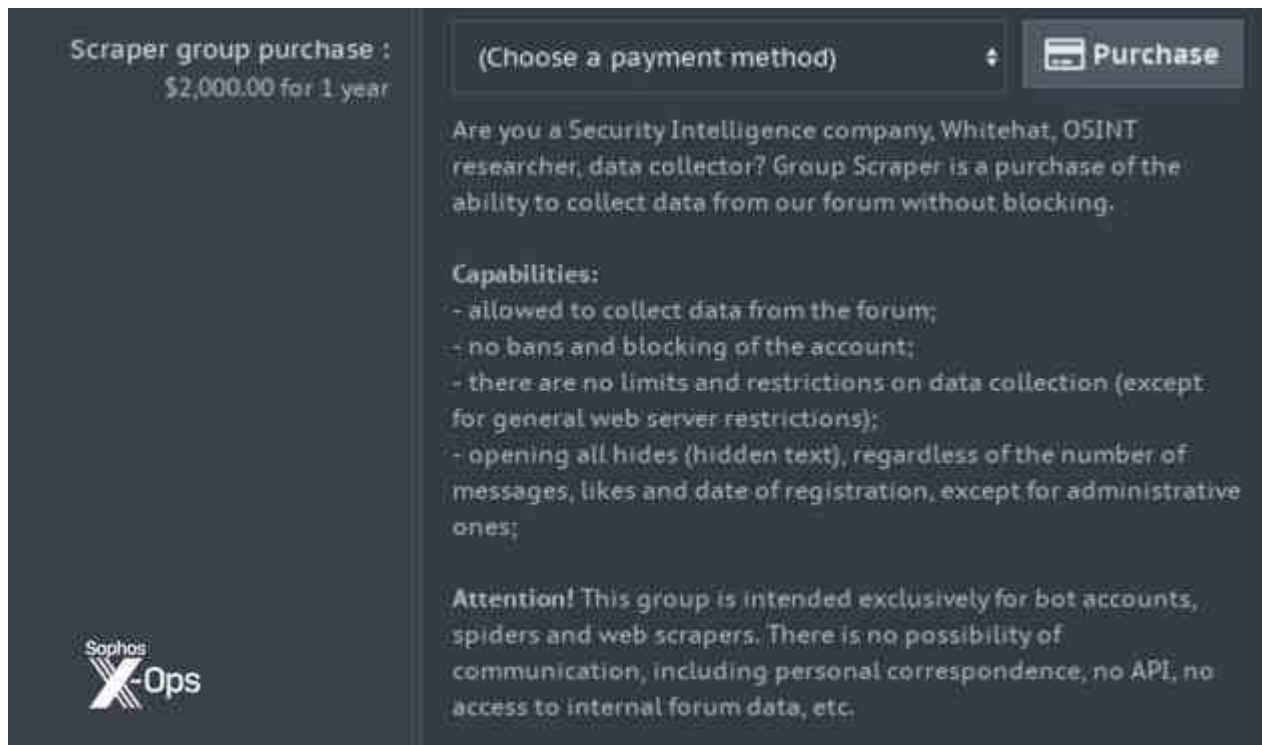 Scraper group purchase :
$2,000.00 for 1 year
(Choose a payment method)
Purchase
Are you a Security Intelligence company, Whitehat, OSINT
researcher, data collector? Group Scraper is a purchase of the
ability to collect data from our forum without blocking.
Capabilities:
- allowed to collect data from the forum;
- no bans and blocking of the account;
- there are no limits and restrictions on data collection (except
for general web server restrictions);
- opening all hides (hidden text), regardless of the number of
messages, likes and date of registration, except for administrative
ones;
Attention! This group is intended exclusively for bot accounts,
spiders and web scrapers. There is no possibility of
communication, including personal correspondence, no API, no
access to internal forum data, etc.
Sophos
X-Ops